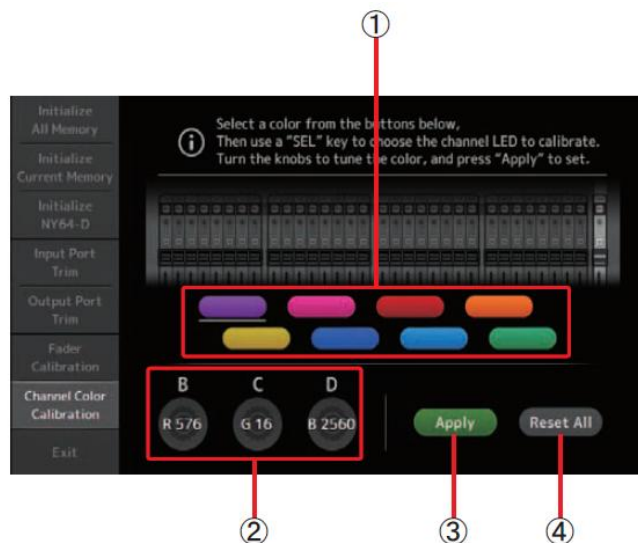 ①
Initialize
All Memory
Initialize
Current Memory
Initialize
NY64-D
Input Port
Trim
Output Port
Trim
Fader
Calibration
Channel Color
Calibration
Exit
Select a color from the buttons below,
Then use a "SEL" key to choose the channel LED to calibrate.
Turn the knobs to tune the color, and press "Apply" to set.
B C D
R 576 G 16 B 2560
Apply Reset All
② ③ ④